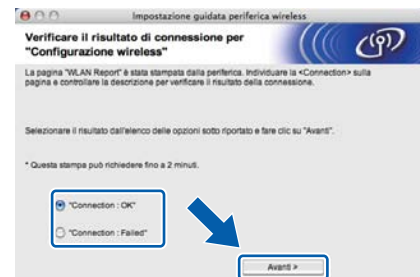 Impostazione guidata periferica wireless
Verificare il risultato di connessione per
"Configurazione wireless"
La pagina "WLAN Report" è stata stampata dalla periferica. Individuare la <Connection> sulla
pagina e controllare la descrizione per verificare il risultato della connessione.
Selezionare il risultato dall'elenco delle opzioni sotto riportato e fare clic su "Avanti".
* Questa stampa può richiedere fino a 2 minuti.
"Connection : OK"
"Connection : Failed"
Avanti >